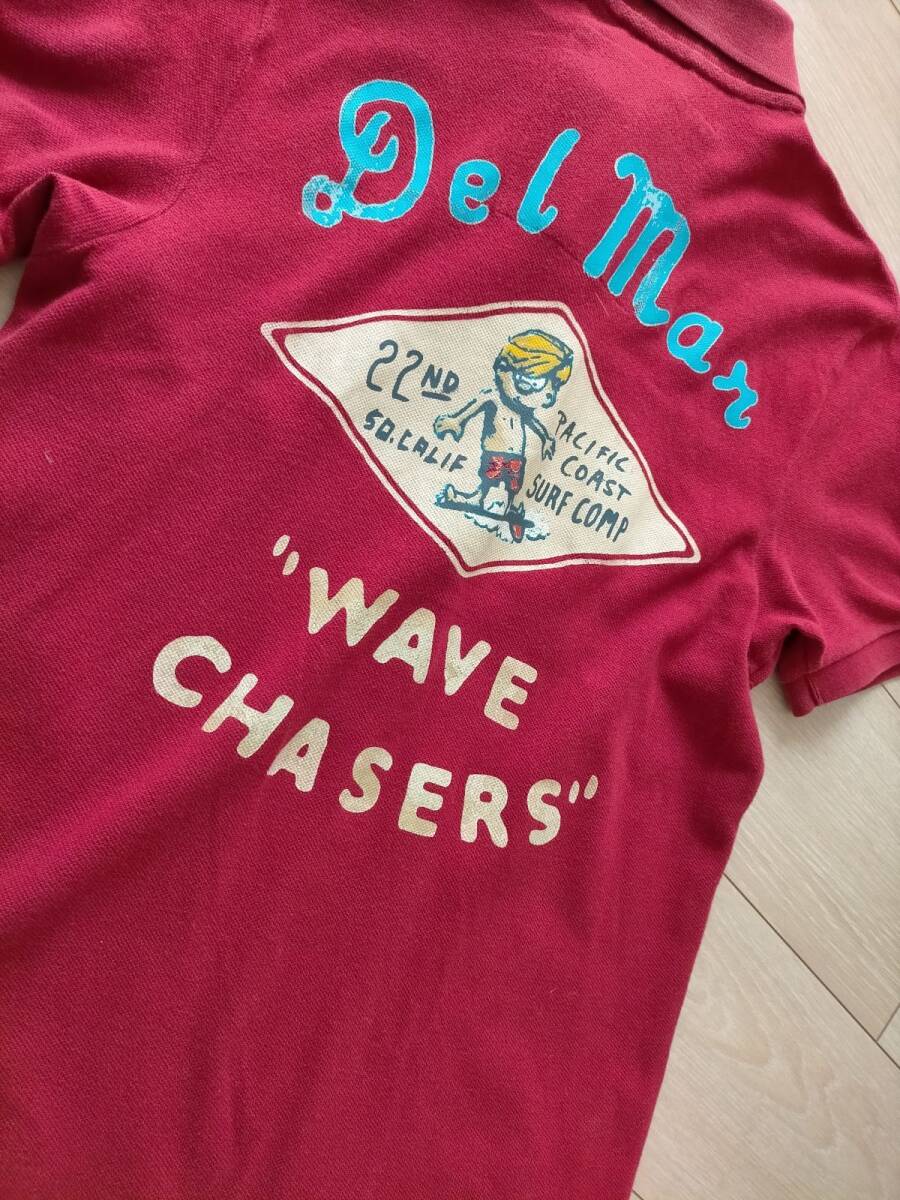 Del Mar
22ND
SO.CALIF
PACIFIC
COAST
SURF COMP
"WAVE
CHASERS"